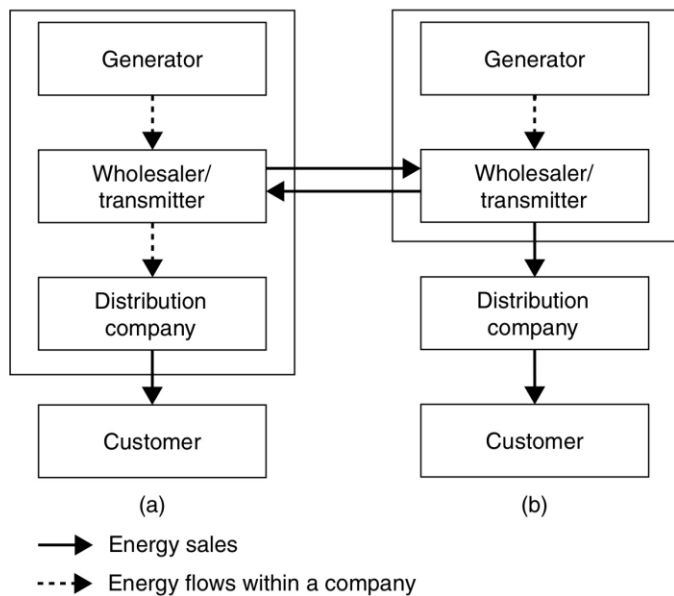 Generator
Wholesaler/
transmitter
Distribution
company
Customer
(a)
Generator
Wholesaler/
transmitter
Distribution
company
Customer
(b)
Energy sales
Energy flows within a company